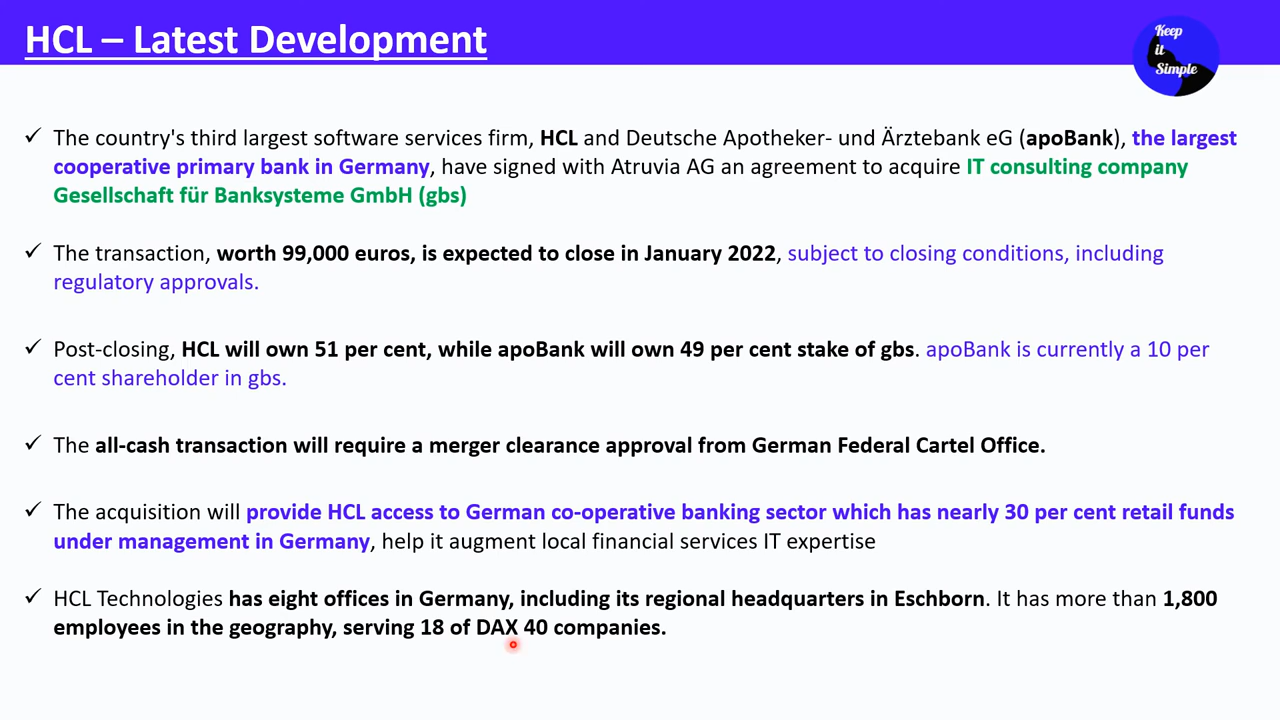 HCL – Latest Development
Keep
it
Simple
✓ The country's third largest software services firm, HCL and Deutsche Apotheker- und Ärztebank eG (apoBank), the largest
cooperative primary bank in Germany, have signed with Atruvia AG an agreement to acquire IT consulting company
Gesellschaft für Banksysteme GmbH (gbs)
✓ The transaction, worth 99,000 euros, is expected to close in January 2022, subject to closing conditions, including
regulatory approvals.
✓ Post-closing, HCL will own 51 per cent, while apoBank will own 49 per cent stake of gbs. apoBank is currently a 10 per
cent shareholder in gbs.
✓ The all-cash transaction will require a merger clearance approval from German Federal Cartel Office.
✓ The acquisition will provide HCL access to German co-operative banking sector which has nearly 30 per cent retail funds
under management in Germany, help it augment local financial services IT expertise
✓ HCL Technologies has eight offices in Germany, including its regional headquarters in Eschborn. It has more than 1,800
employees in the geography, serving 18 of DAX 40 companies.